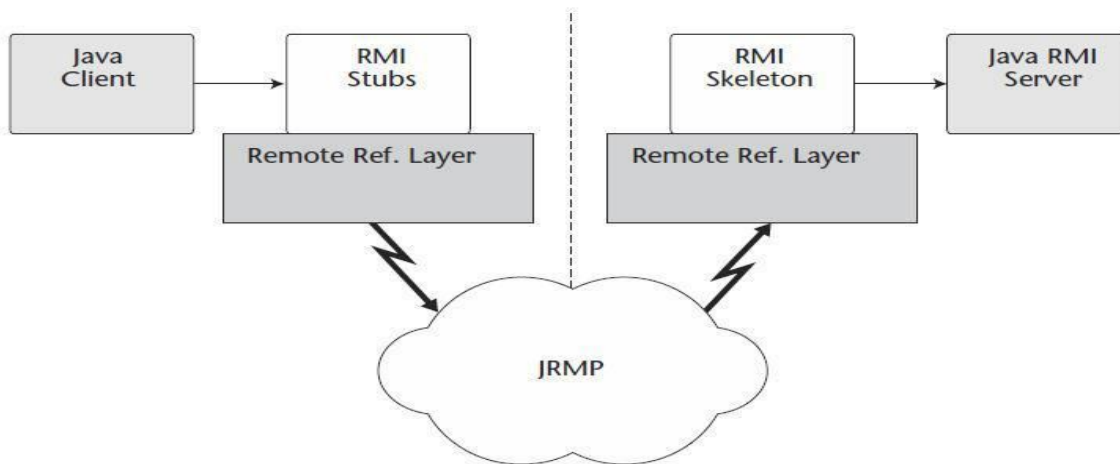 Java
Client
RMI
Stubs
RMI
Skeleton
Java RMI
Server
Remote Ref. Layer
Remote Ref. Layer
JRMP